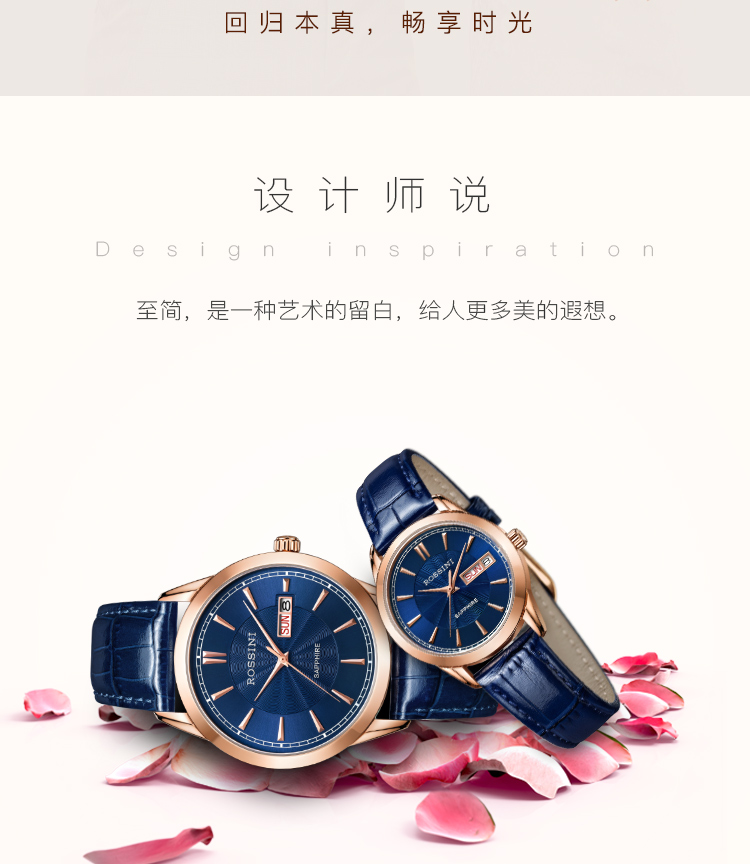 回归本真，畅享时光
设计师说
Design inspiration
至简，是一种艺术的留白，给人更多美的遐想。
ROSSINI
SUN 8
SAPPHIRE
ROSSINI
SUN 8
SAPPHIRE